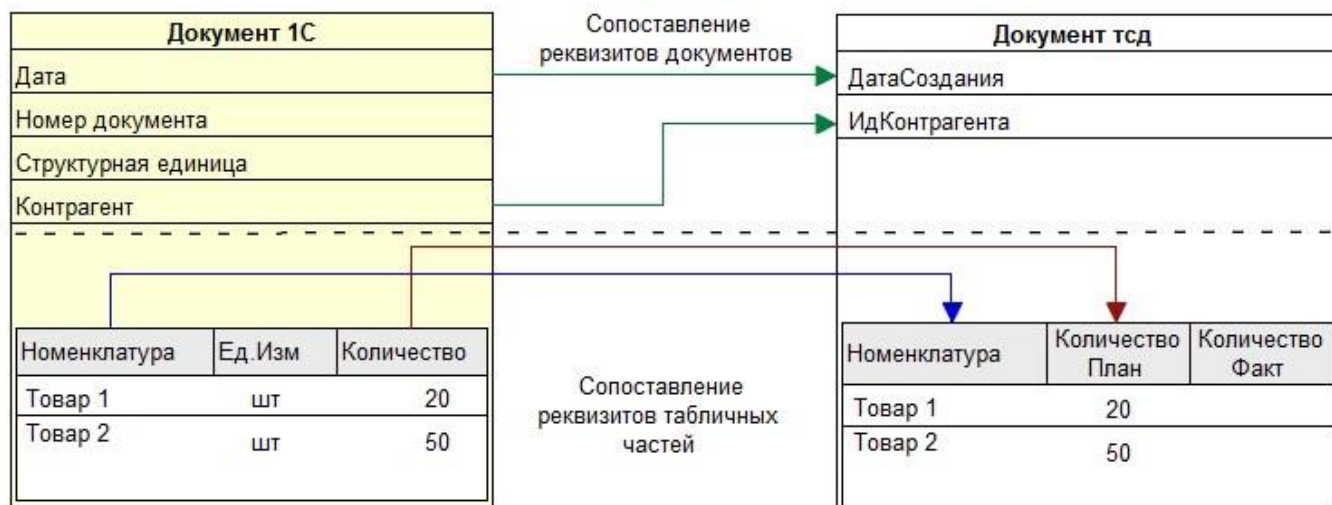 Документ 1С
Сопоставление
реквизитов документов
Документ тсд
Дата
ДатаСоздания
Номер документа
ИдКонтрагента
Структурная единица
Контрагент
Номенклатура Ед.Изм Количество
Товар 1 шт 20
Товар 2 шт 50
Сопоставление
реквизитов табличных
частей
Номенклатура Количество План Количество Факт
Товар 1 20
Товар 2 50